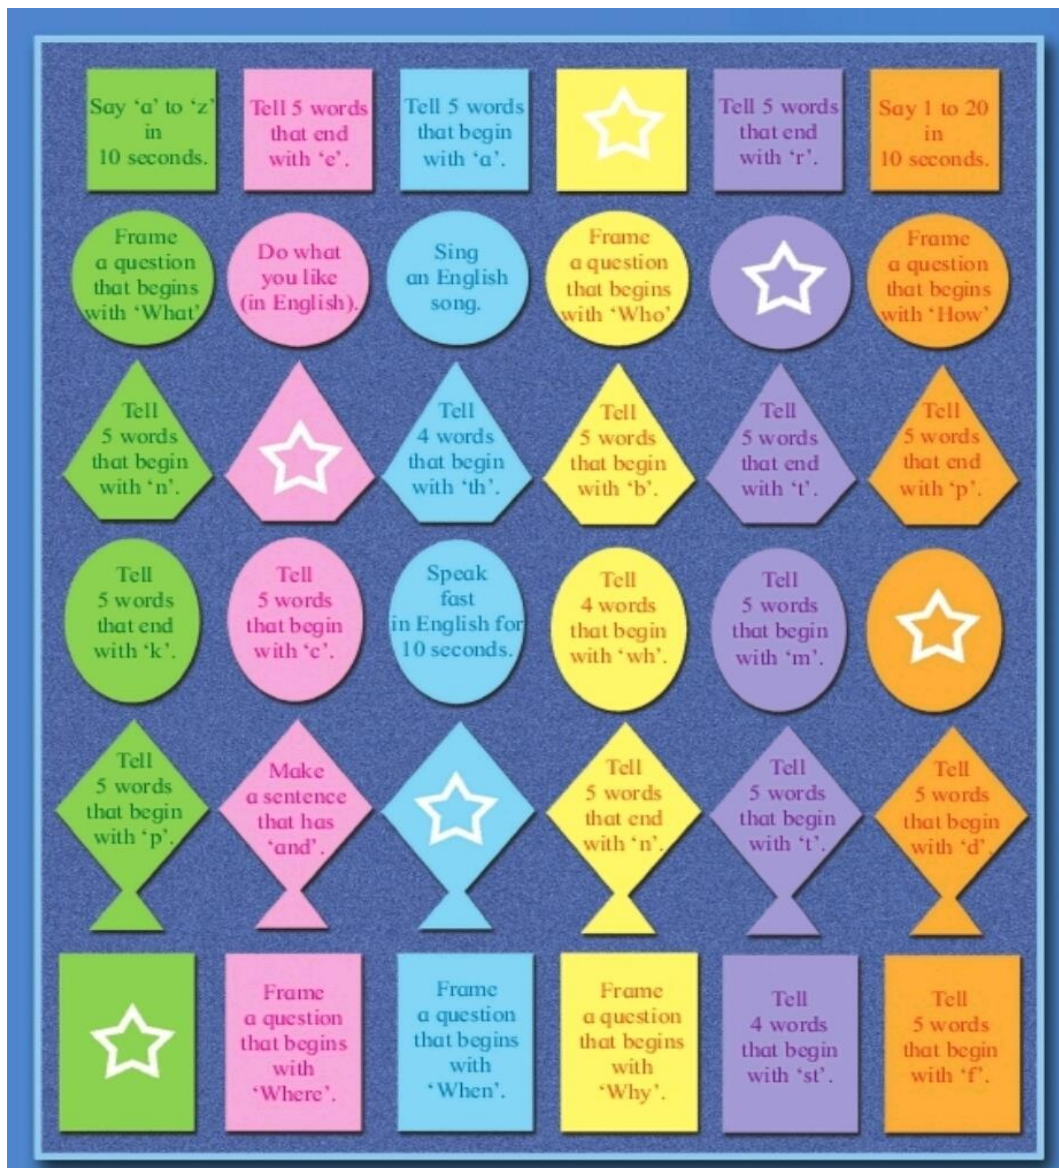 Say ‘a’ to ‘z’
in
10 seconds.
Tell 5 words
that end
with ‘e’.
Tell 5 words
that begin
with ‘a’.
Tell 5 words
that end
with ‘r’.
Say 1 to 20
in
10 seconds.
Frame
a question
that begins
with ‘What’
Do what
you like
(in English).
Sing
an English
song.
Frame
a question
that begins
with ‘Who’
Frame
a question
that begins
with ‘How’
Tell
5 words
that begin
with ‘n’.
Tell
4 words
that begin
with ‘th’.
Tell
5 words
that begin
with ‘b’.
Tell
5 words
that end
with ‘t’.
Tell
5 words
that end
with ‘p’.
Tell
5 words
that end
with ‘k’.
Tell
5 words
that begin
with ‘c’.
Speak
fast
in English for
10 seconds.
Tell
4 words
that begin
with ‘wh’.
Tell
5 words
that begin
with ‘m’.
Tell
5 words
that begin
with ‘p’.
Make
a sentence
that has
‘and’.
Tell
5 words
that end
with ‘n’.
Tell
5 words
that begin
with ‘t’.
Tell
5 words
that begin
with ‘d’.
Frame
a question
that begins
with
‘Where’.
Frame
a question
that begins
with
‘When’.
Frame
a question
that begins
with
‘Why’.
Tell
4 words
that begin
with ‘st’.
Tell
5 words
that begin
with ‘f’.